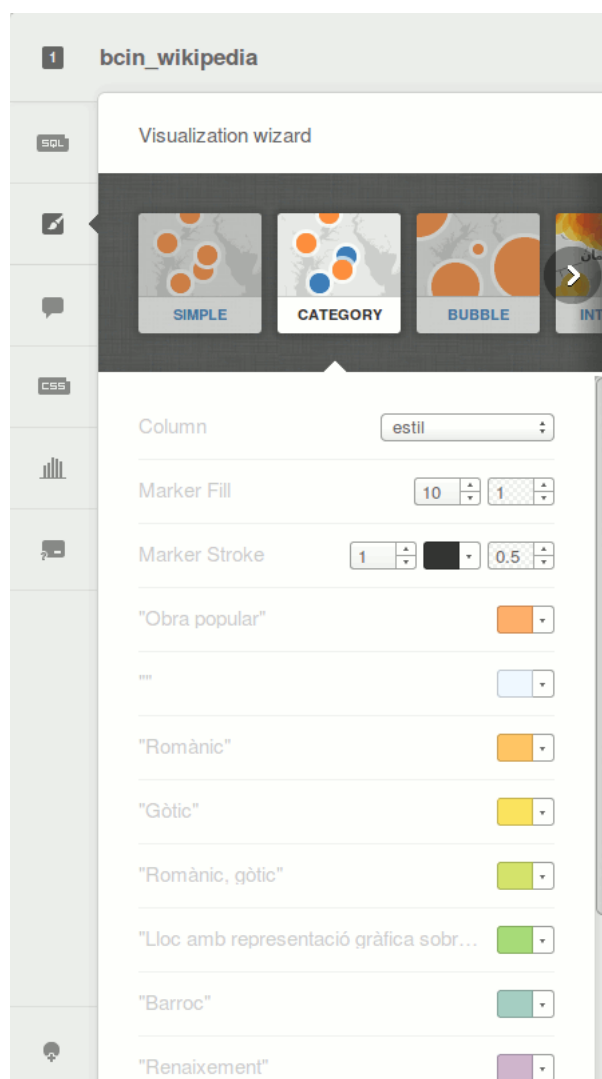 1 bcin_wikipedia
SQL
Visualization wizard
SIMPLE CATEGORY BUBBLE INT
CSS
Column estil
Marker Fill 10 1
Marker Stroke 1 0.5
?
"Obra popular"
""
"Romànic"
"Gòtic"
"Romànic, gòtic"
"Lloc amb representació gràfica sobr...
"Barroc"
"Renaixement"